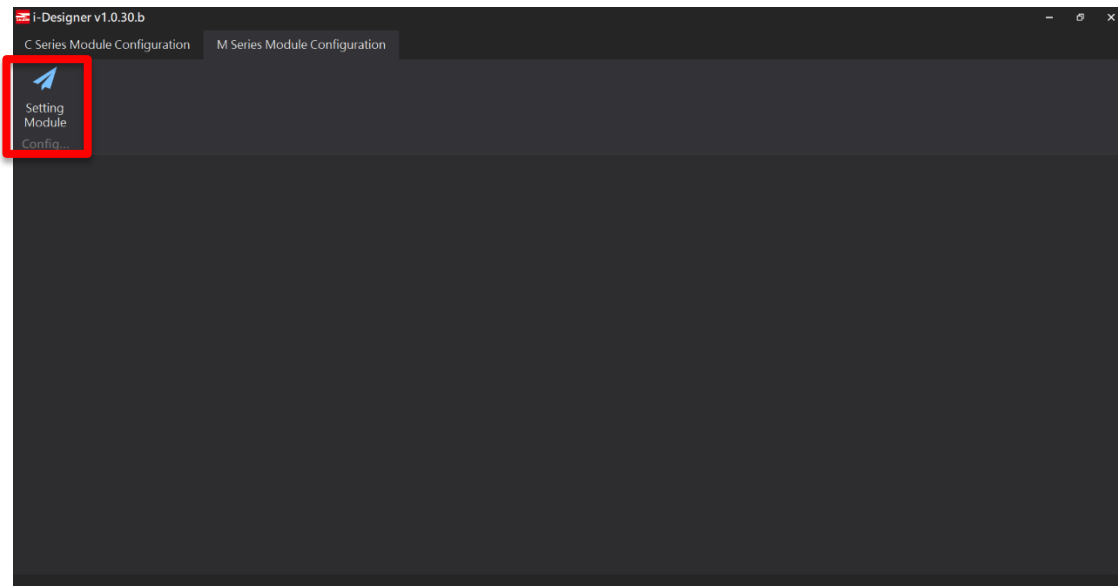 i-Designer v1.0.30.b
C Series Module Configuration M Series Module Configuration
Setting
Module
Config...